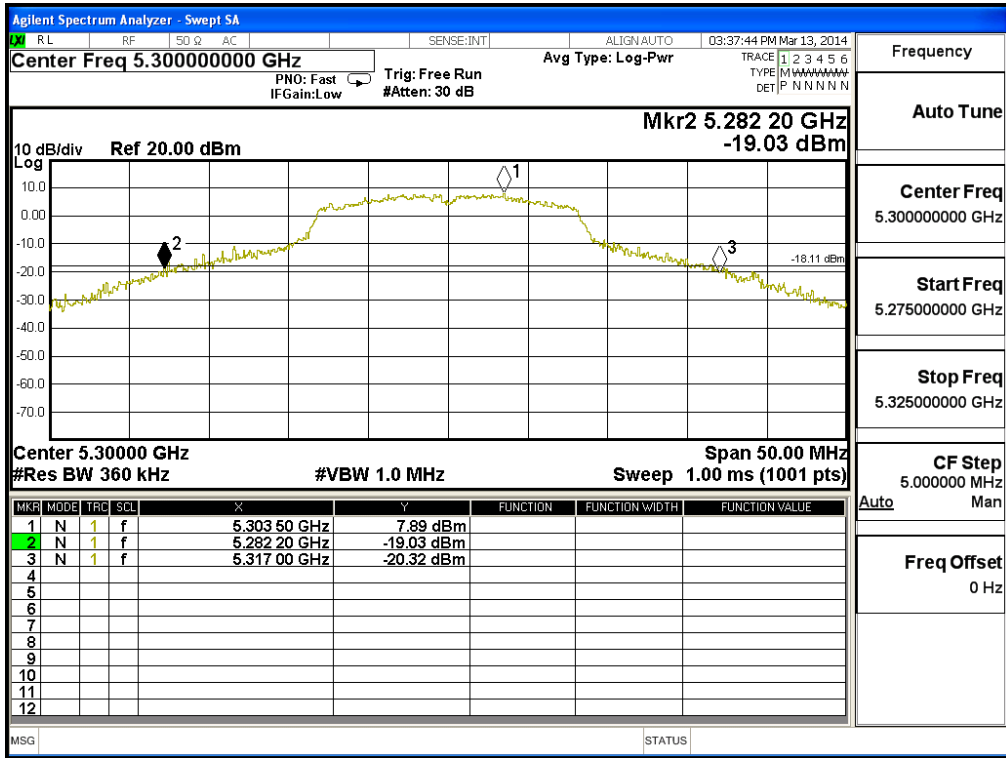 Agilent Spectrum Analyzer - Swept SA
LXI RL RF 50 Ω AC SENSE:INT ALIGN AUTO 03:37:44 PM Mar 13, 2014
Center Freq 5.300000000 GHz
PNO: Fast
IFGain:Low
Trig: Free Run
#Atten: 30 dB
Avg Type: Log-Pwr
TRACE 1 2 3 4 5 6
TYPE M WWWWW
DET P N N N N N
Mkr2 5.282 20 GHz
-19.03 dBm
10 dB/div Ref 20.00 dBm
Log
10.0
0.00
-10.0
-20.0
-30.0
-40.0
-50.0
-60.0
-70.0
1
2
3
-18.11 dBm
Center 5.30000 GHz Span 50.00 MHz
#Res BW 360 kHz #VBW 1.0 MHz Sweep 1.00 ms (1001 pts)
MKR MODE TRC SCL X Y FUNCTION FUNCTION WIDTH FUNCTION VALUE
1 N 1 f 5.303 50 GHz 7.89 dBm
2 N 1 f 5.282 20 GHz -19.03 dBm
3 N 1 f 5.317 00 GHz -20.32 dBm
4
5
6
7
8
9
10
11
12
MSG STATUS
Frequency
Auto Tune
Center Freq
5.300000000 GHz
Start Freq
5.275000000 GHz
Stop Freq
5.325000000 GHz
CF Step
5.000000 MHz
Auto Man
Freq Offset
0 Hz